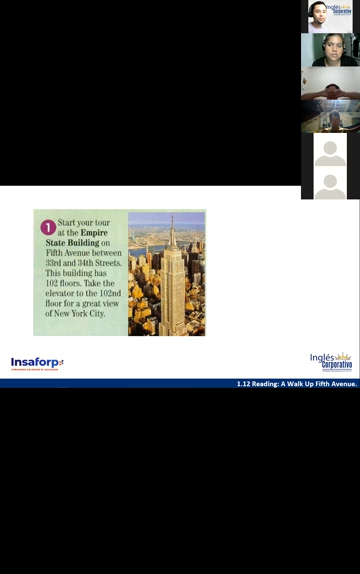 Inglés
Corporativo
1
Start your tour
at the Empire
State Building on
Fifth Avenue between
33rd and 34th Streets.
This building has
102 floors. Take the
elevator to the 102nd
floor for a great view
of New York City.
Insaforp
Inglés
Corporativo
1.12 Reading: A Walk Up Fifth Avenue.